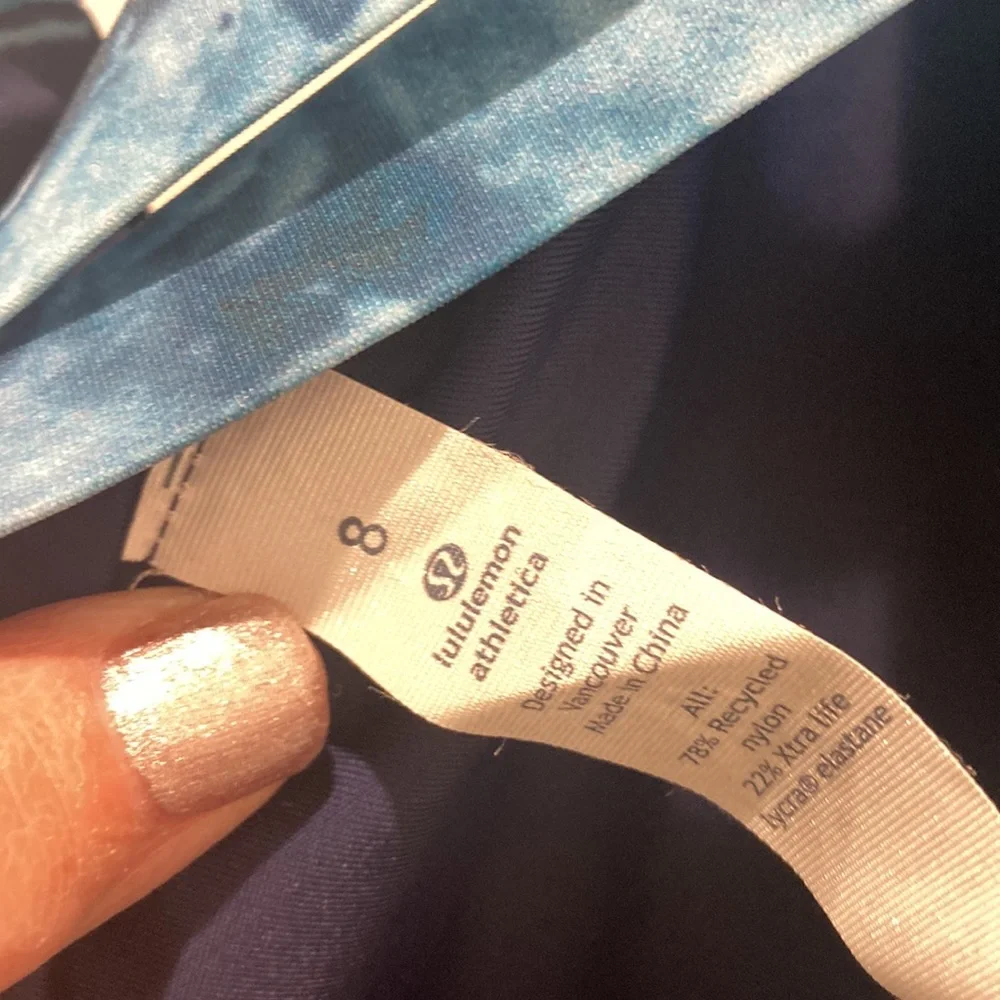 8
lululemon
athletica
Designed in
Vancouver
Made in China
All:
78% Recycled
nylon
22% Xtra life
lycra® elastane